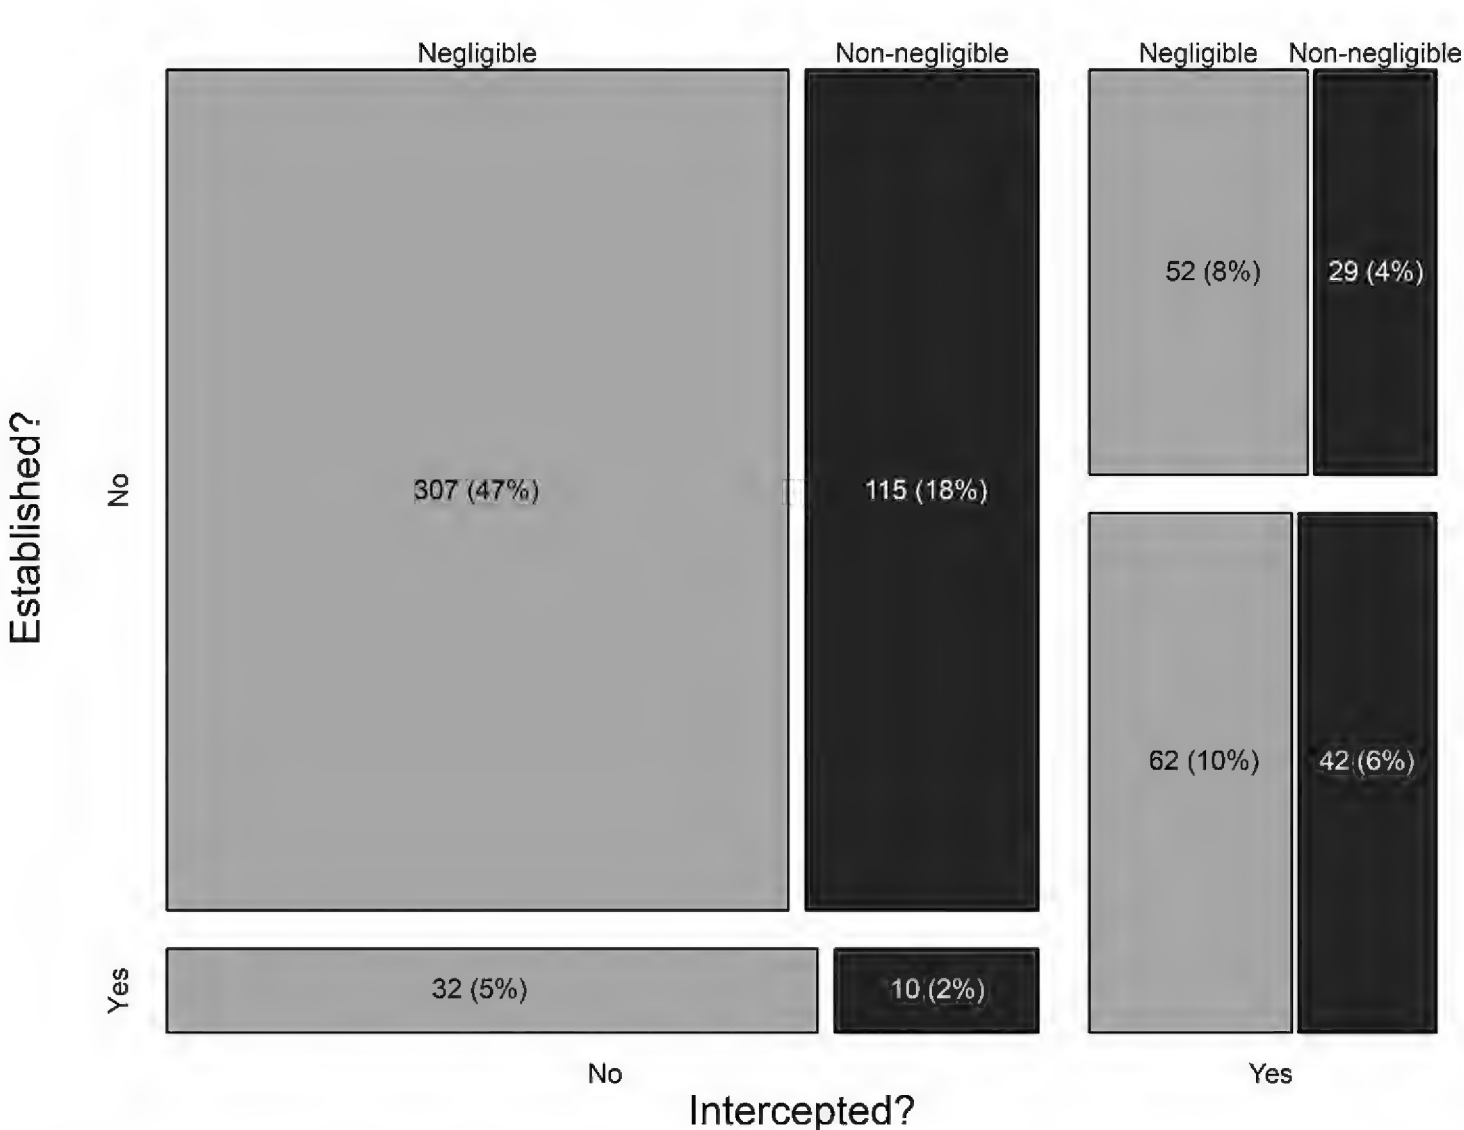 Negligible Non-negligible Negligible Non-negligible
52 (8%) 29 (4%)
Established?
No
307 (47%) 115 (18%)
62 (10%) 42 (6%)
Yes
32 (5%) 10 (2%)
No Yes
Intercepted?